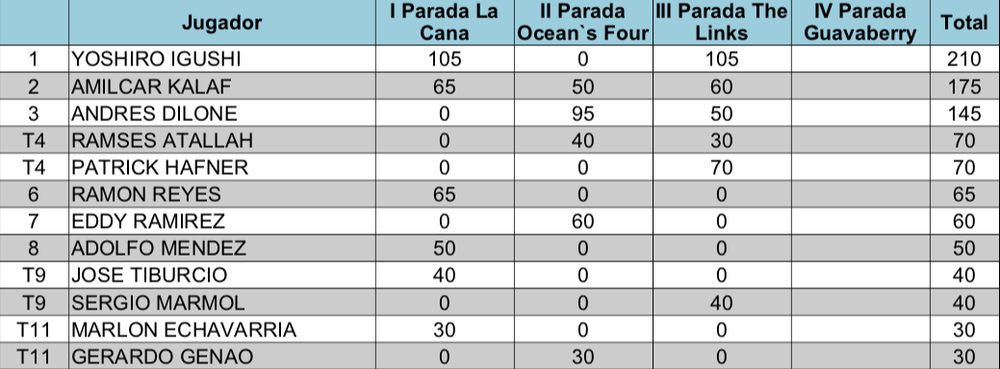 Jugador I Parada La Cana II Parada Ocean`s Four III Parada The Links IV Parada Guavaberry Total
1 YOSHIRO IGUSHI 105 0 105 210
2 AMILCAR KALAF 65 50 60 175
3 ANDRES DILONE 0 95 50 145
T4 RAMSES ATALLAH 0 40 30 70
T4 PATRICK HAFNER 0 0 70 70
6 RAMON REYES 65 0 0 65
7 EDDY RAMIREZ 0 60 0 60
8 ADOLFO MENDEZ 50 0 0 50
T9 JOSE TIBURCIO 40 0 0 40
T9 SERGIO MARMOL 0 0 40 40
T11 MARLON ECHAVARRIA 30 0 0 30
T11 GERARDO GENAO 0 30 0 30